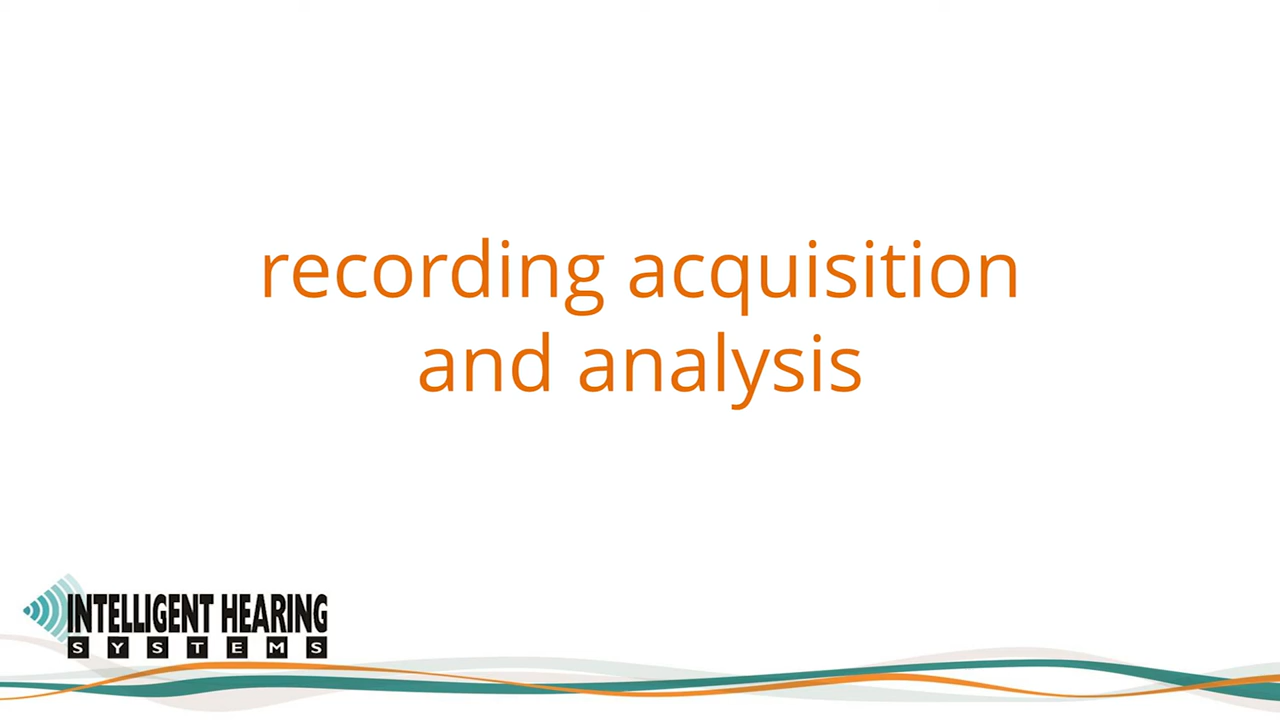 recording acquisition
and analysis
INTELLIGENT HEARING
SYSTEMS